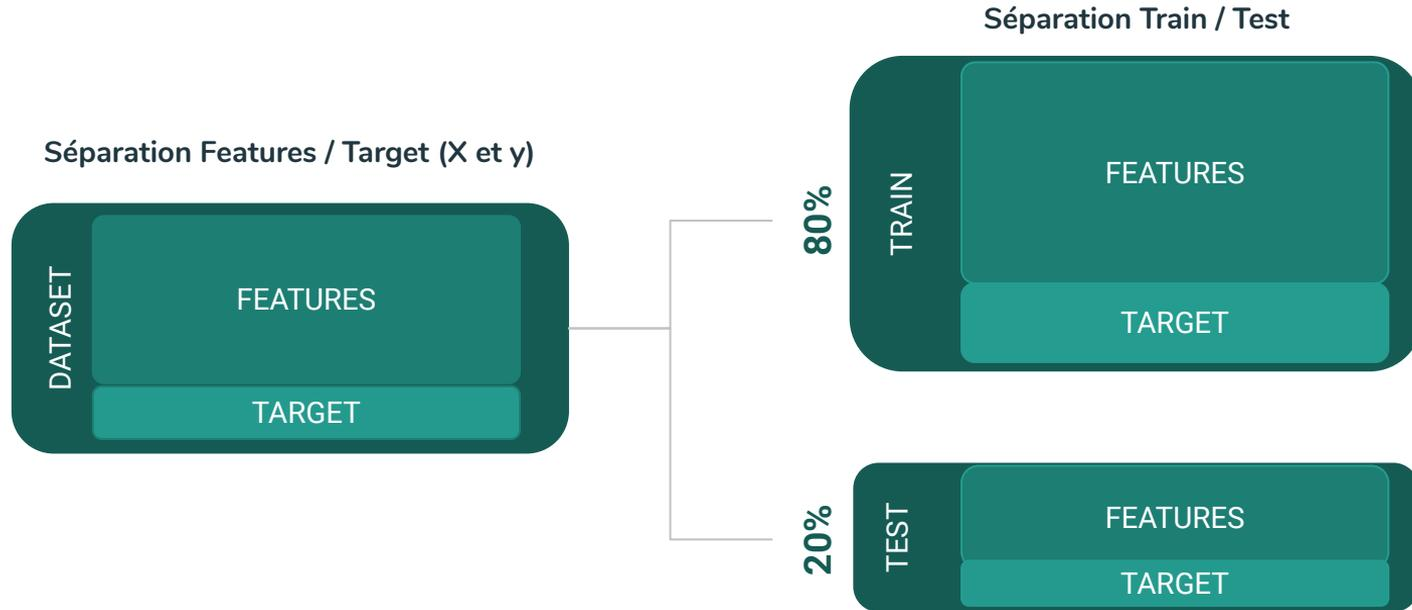 Séparation Features / Target (X et y)
DATASET
FEATURES
TARGET
Séparation Train / Test
80%
TRAIN
FEATURES
TARGET
20%
TEST
FEATURES
TARGET